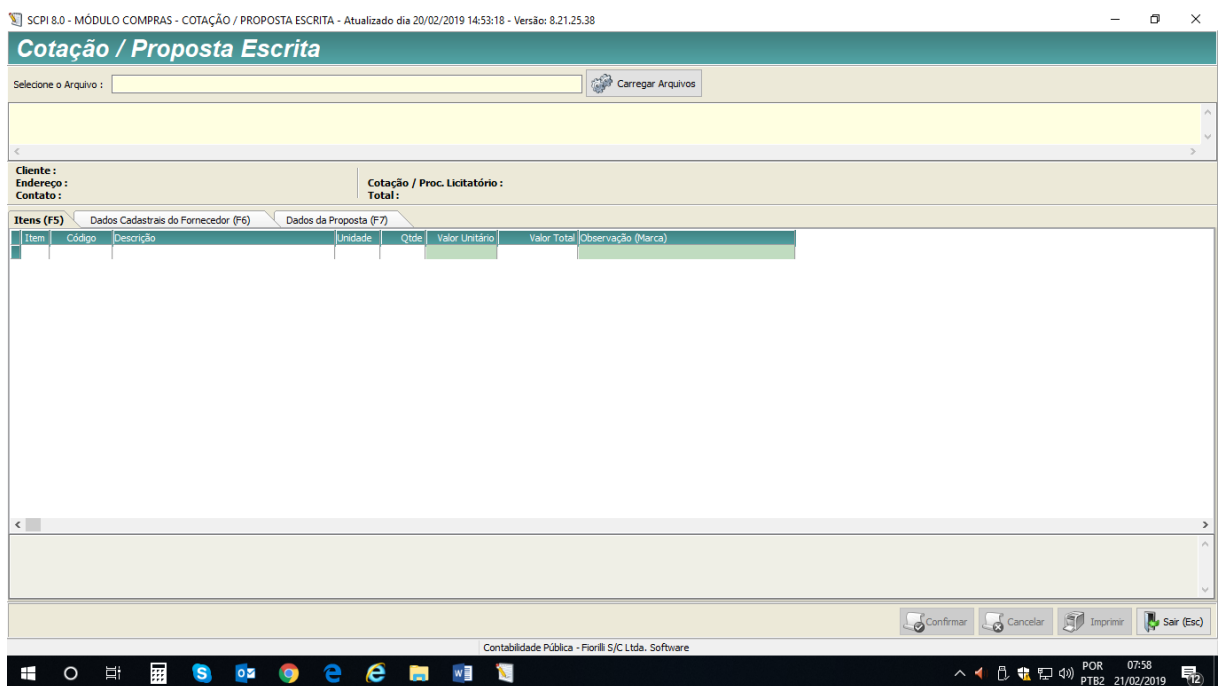 SCPI 8.0 - MÓDULO COMPRAS - COTAÇÃO / PROPOSTA ESCRITA - Atualizado dia 20/02/2019 14:53:18 - Versão: 8.21.25.38
Cotação / Proposta Escrita
Selecione o Arquivo :
Carregar Arquivos
Cliente :
Endereço : Cotação / Proc. Licitatório :
Contato : Total :
Itens (F5) Dados Cadastrais do Fornecedor (F6) Dados da Proposta (F7)
Item Código Descrição Unidade Qtde Valor Unitário Valor Total Observação (Marca)
Confirmar Cancelar Imprimir Sair (Esc)
Contabilidade Pública - Fiorilli S/C Ltda. Software
POR 07:58
PTB2 21/02/2019 12